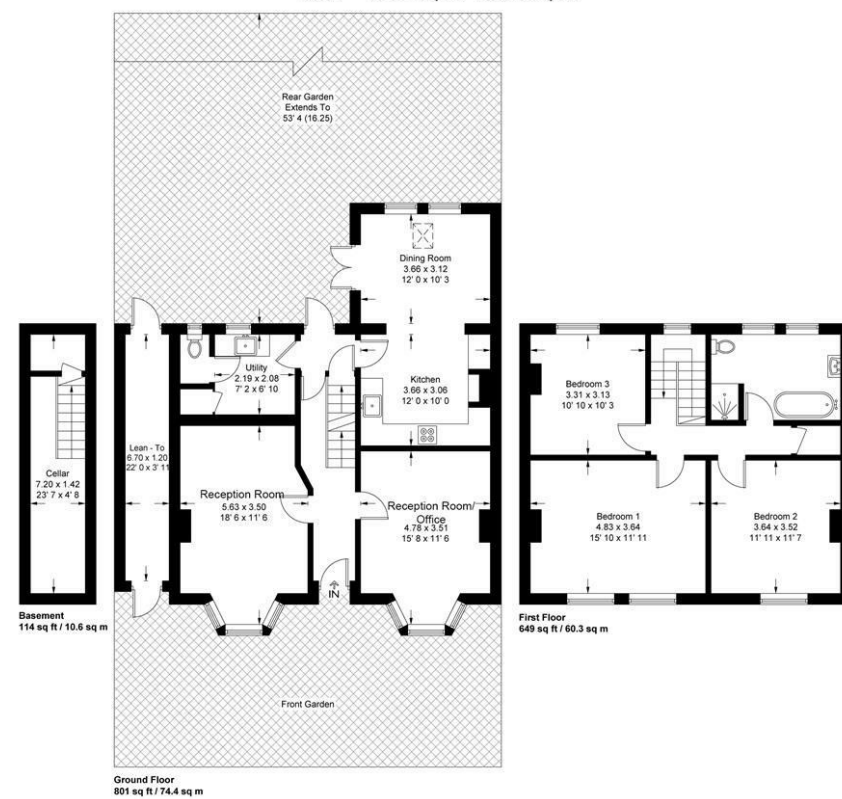 Rear Garden
Extends To
53' 4 (16.25)
Dining Room
3.66 x 3.12
12' 0 x 10' 3
Utility
2.19 x 2.08
7' 2 x 6' 10
Kitchen
3.66 x 3.06
12' 0 x 10' 0
Bedroom 3
3.31 x 3.13
10' 10 x 10' 3
Cellar
7.20 x 1.42
23' 7 x 4' 8
Lean - To
6.70 x 1.20
22' 0 x 3' 11
Reception Room
5.63 x 3.50
18' 6 x 11' 6
Reception Room/
Office
4.78 x 3.51
15' 8 x 11' 6
Bedroom 1
4.83 x 3.64
15' 10 x 11' 11
Bedroom 2
3.64 x 3.52
11' 11 x 11' 7
IN
Basement
114 sq ft / 10.6 sq m
First Floor
649 sq ft / 60.3 sq m
Front Garden
Ground Floor
801 sq ft / 74.4 sq m